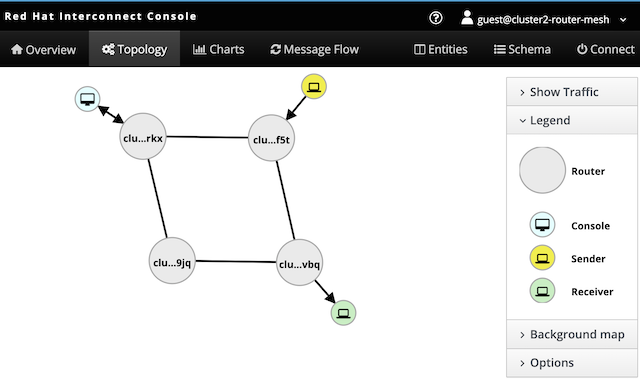 Red Hat Interconnect Console
guest@cluster2-router-mesh
Overview Topology Charts Message Flow Entities Schema Connect
Show Traffic
Legend
Router
Console
Sender
Receiver
Background map
Options
clu...rkx
clu...f5t
clu...9jq
clu...vbq